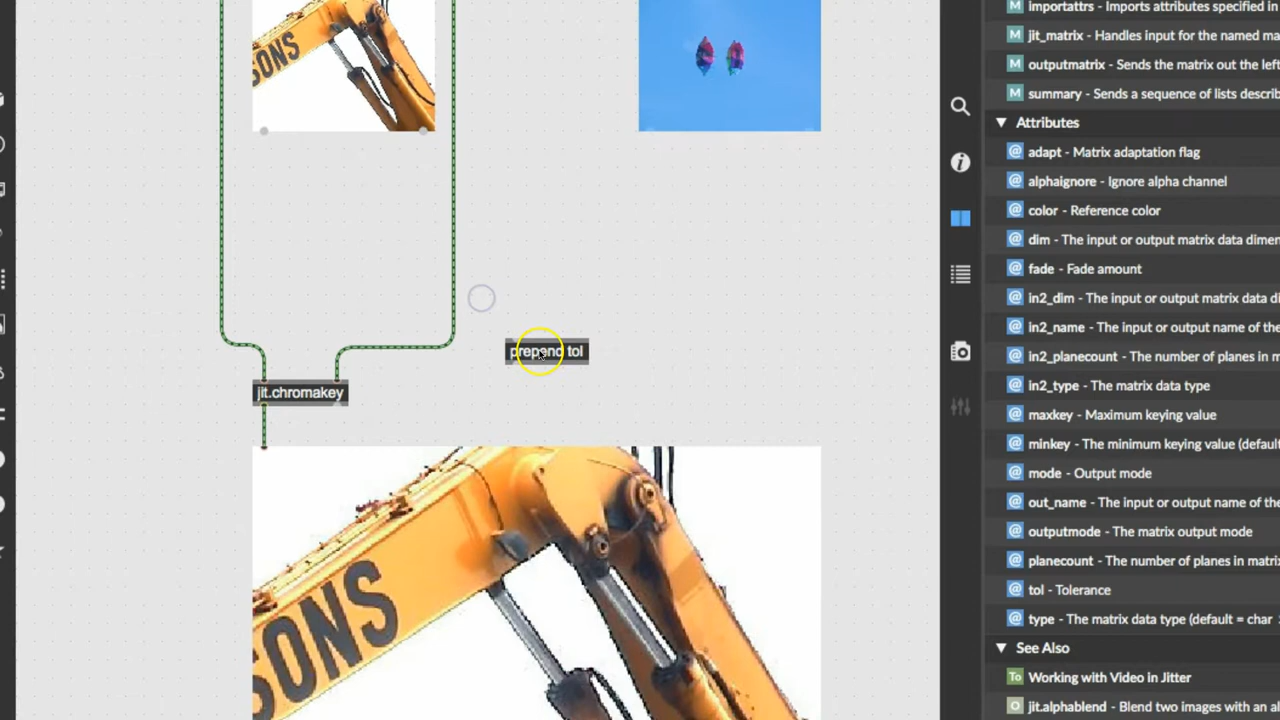 SONS
prepend tol
jit.chromakey
SONS
importattrs - Imports attributes specified in
jit_matrix - Handles input for the named ma
outputmatrix - Sends the matrix out the left
summary - Sends a sequence of lists describ
Attributes
adapt - Matrix adaptation flag
alphaignore - Ignore alpha channel
color - Reference color
dim - The input or output matrix data dimen
fade - Fade amount
in2_dim - The input or output matrix data di
in2_name - The input or output name of the
in2_planecount - The number of planes in m
in2_type - The matrix data type
maxkey - Maximum keying value
minkey - The minimum keying value (default
mode - Output mode
out_name - The input or output name of the
outputmode - The matrix output mode
planecount - The number of planes in matri
tol - Tolerance
type - The matrix data type (default = char
See Also
To Working with Video in Jitter
jit.alphablend - Blend two images with an al